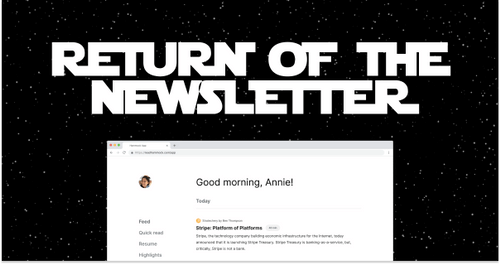 RETURN OF THE
NEWSLETTER
Good morning, Annie!
Today
Feed
Quick read
Resume
Highlights
Stratechery by Ben Thompson
Stripe: Platform of Platforms
Stripe, the technology company building economic infrastructure for the internet, today
announced that it is launching Stripe Treasury. Stripe Treasury is banking-as-a-service, but,
critically, Stripe is not a bank.